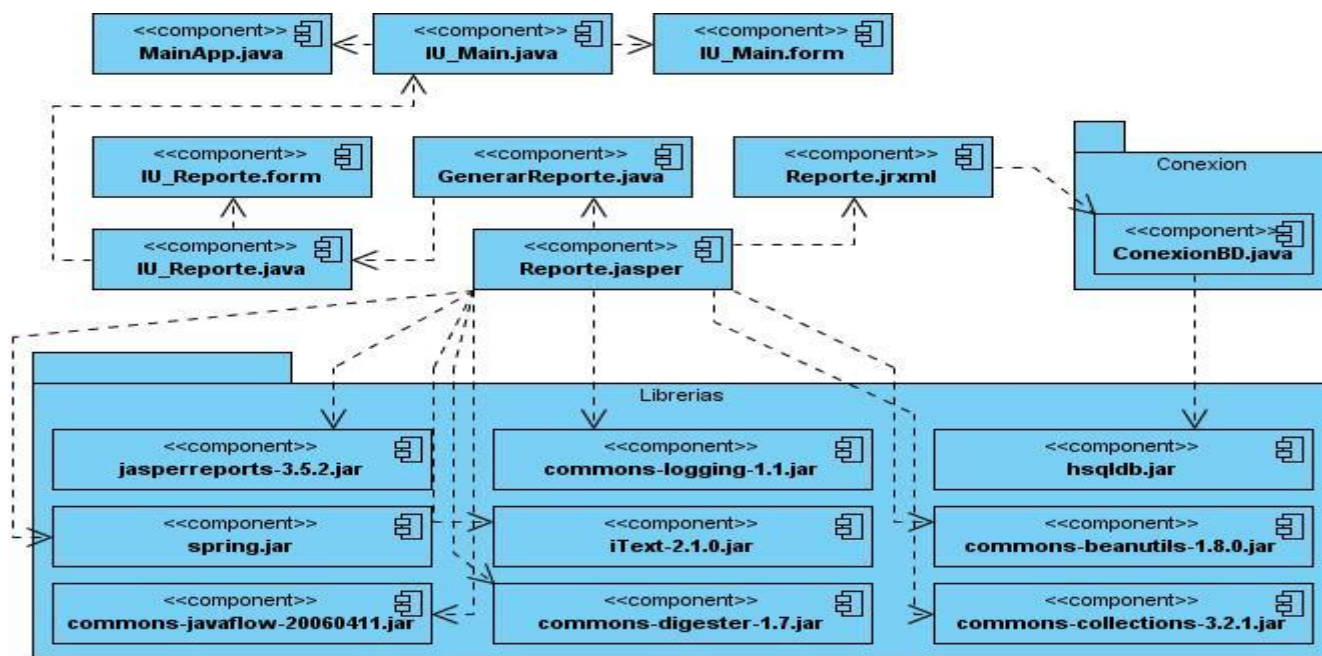 <<component>>
MainApp.java
<<component>>
IU_Main.java
<<component>>
IU_Main.form
<<component>>
IU_Reporte.form
<<component>>
GenerarReporte.java
<<component>>
Reporte.jrxml
Conexion
<<component>>
ConexionBD.java
<<component>>
IU_Reporte.java
<<component>>
Reporte.jasper
Librerias
<<component>>
jasperreports-3.5.2.jar
<<component>>
commons-logging-1.1.jar
<<component>>
hsqldb.jar
<<component>>
spring.jar
<<component>>
iText-2.1.0.jar
<<component>>
commons-beanutils-1.8.0.jar
<<component>>
commons-javaflow-20060411.jar
<<component>>
commons-digester-1.7.jar
<<component>>
commons-collections-3.2.1.jar